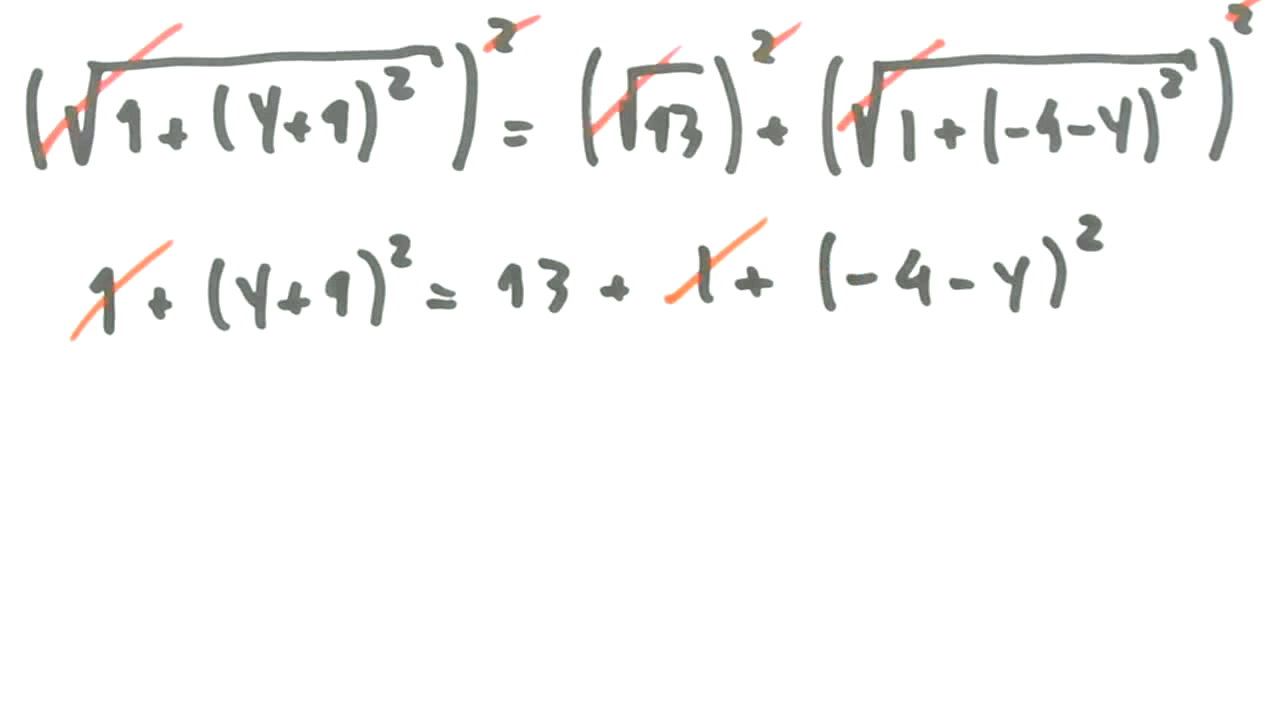 (√(1 + (y+1)²))² = (√13)² + (√(1 + (-4-y)²))²
1 + (y+1)² = 13 + 1 + (-4-y)²